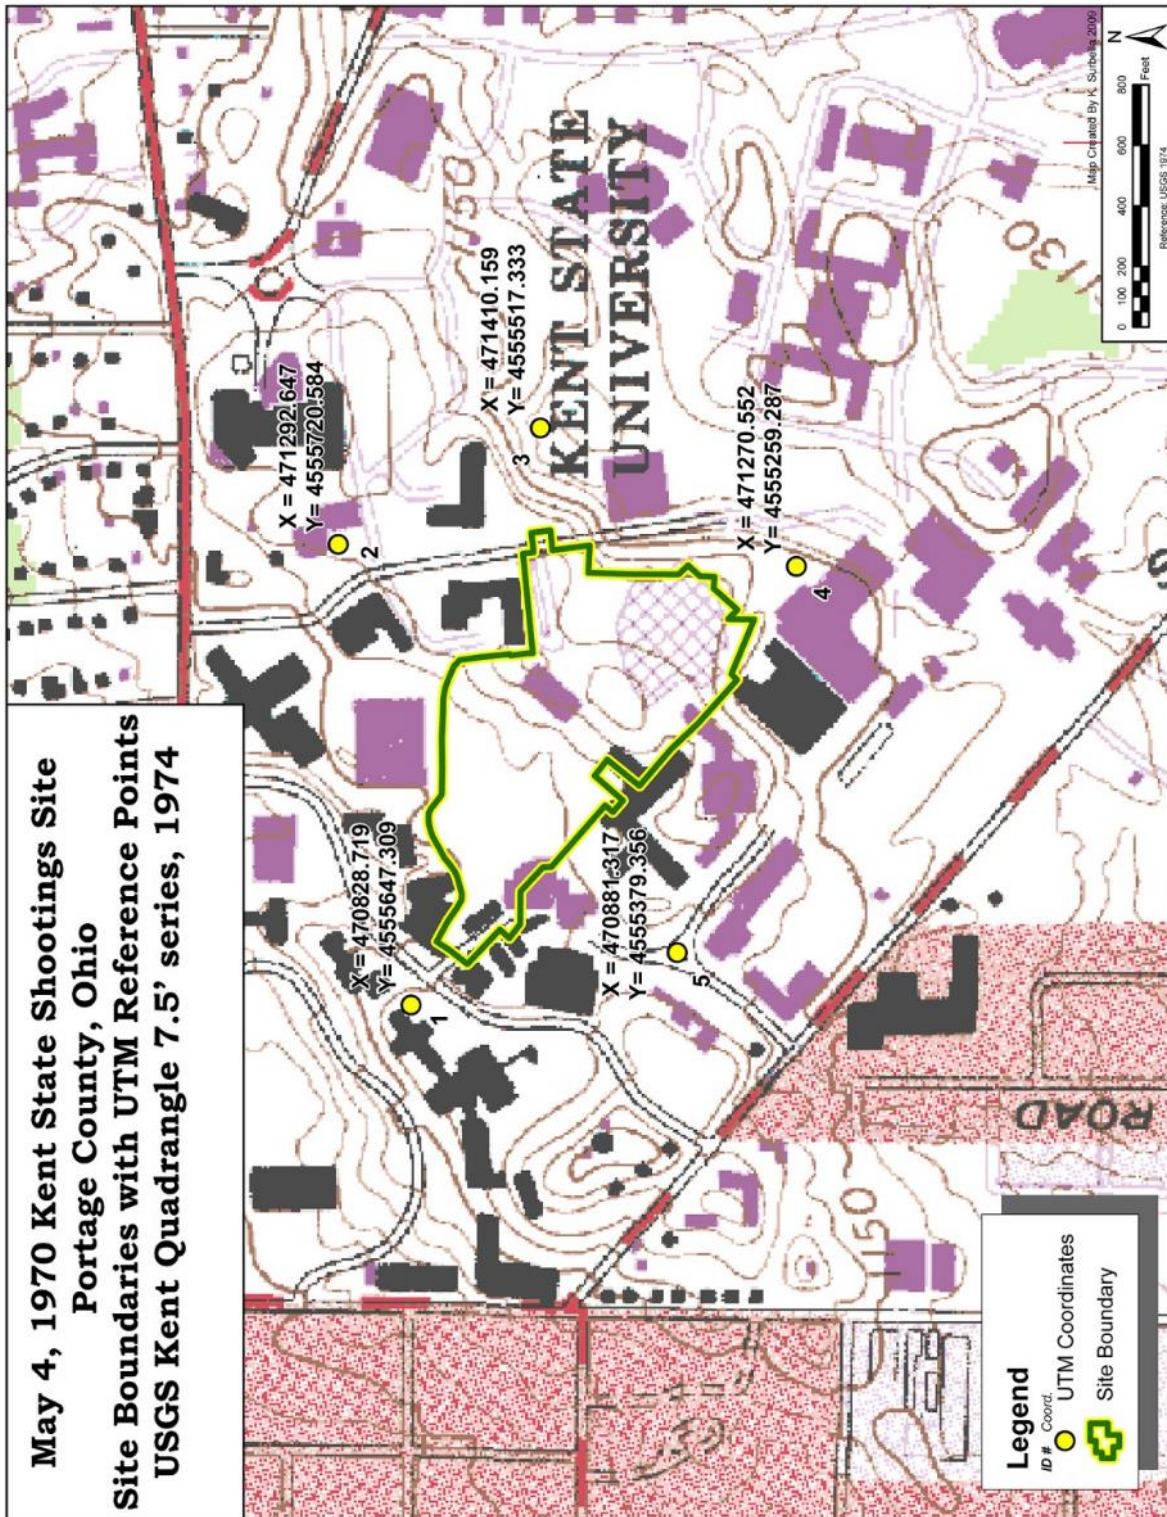 May 4, 1970 Kent State Shootings Site
Portage County, Ohio
Site Boundaries with UTM Reference Points
USGS Kent Quadrangle 7.5' series, 1974
X = 471292.647
Y= 4555720.584
2
X = 470828.719
Y= 4555647.309
1
1150
X = 471410.159
Y= 4555517.333
3
KENT STATE
UNIVERSITY
X = 470881.317
Y= 4555379.356
5
X = 471270.552
Y= 4555259.287
4
1150
1130
ROAD
Legend
ID # Coord.
UTM Coordinates
Site Boundary
Map Created By K. Surbella 2009
N
0 100 200 400 600 800
Feet
Reference: USGS 1974